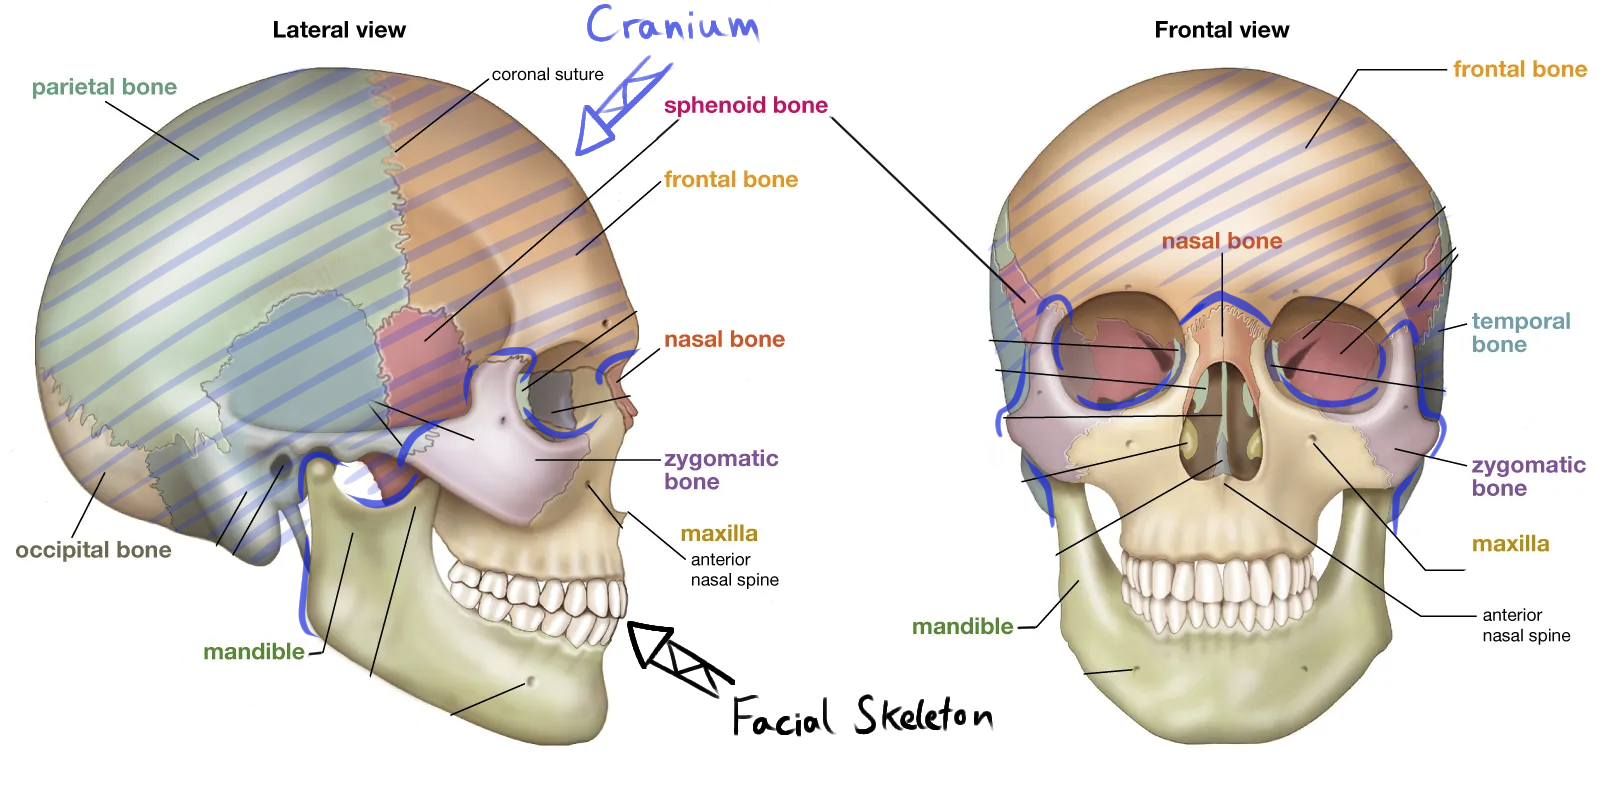 Lateral view
Cranium
Frontal view
parietal bone
coronal suture
sphenoid bone
frontal bone
nasal bone
zygomatic
bone
maxilla
anterior
nasal spine
occipital bone
mandible
Facial Skeleton
frontal bone
nasal bone
temporal
bone
zygomatic
bone
maxilla
mandible
anterior
nasal spine